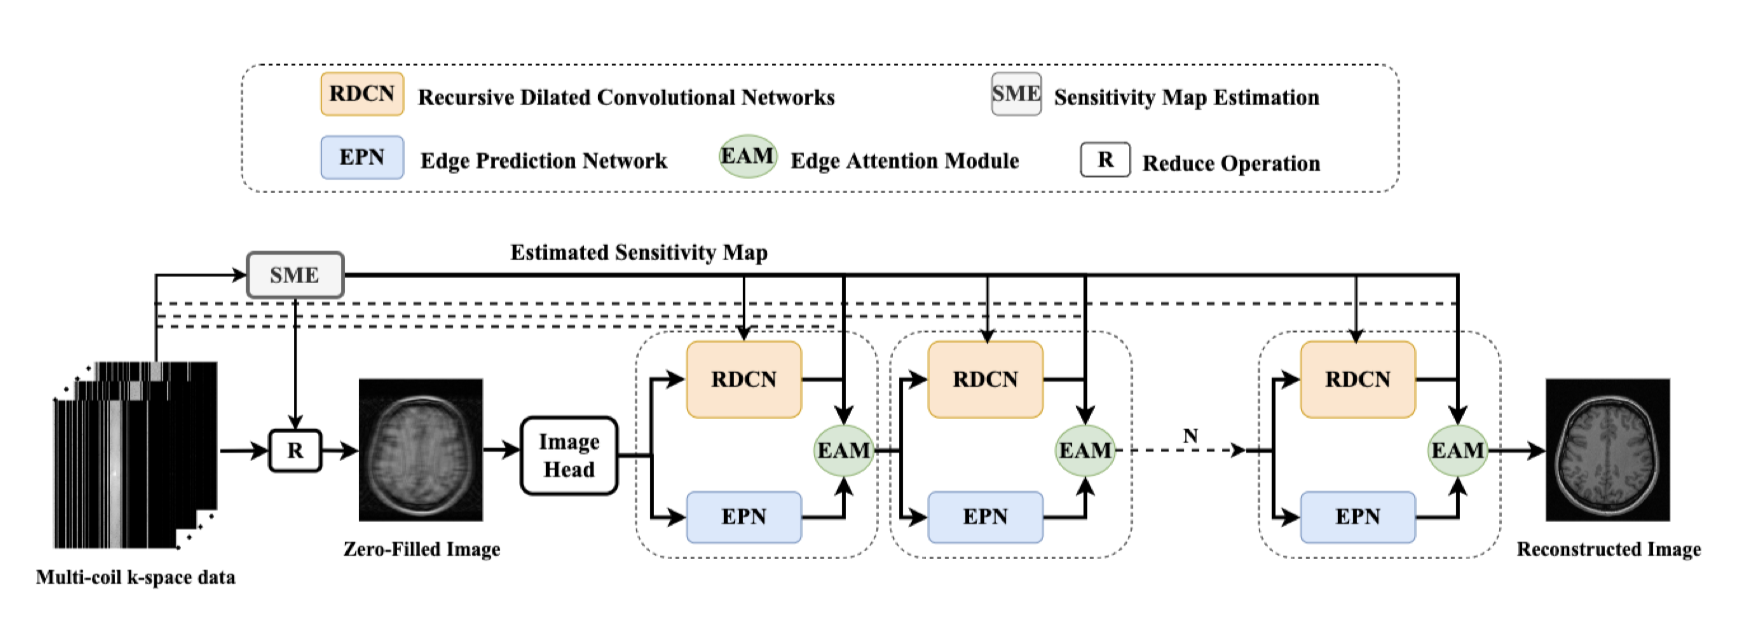 RDCN Recursive Dilated Convolutional Networks SME Sensitivity Map Estimation
EPN Edge Prediction Network EAM Edge Attention Module R Reduce Operation
Estimated Sensitivity Map
SME
RDCN RDCN RDCN
N
R Image Head EAM EAM EAM
EPN EPN EPN
Zero-Filled Image Reconstructed Image
Multi-coil k-space data